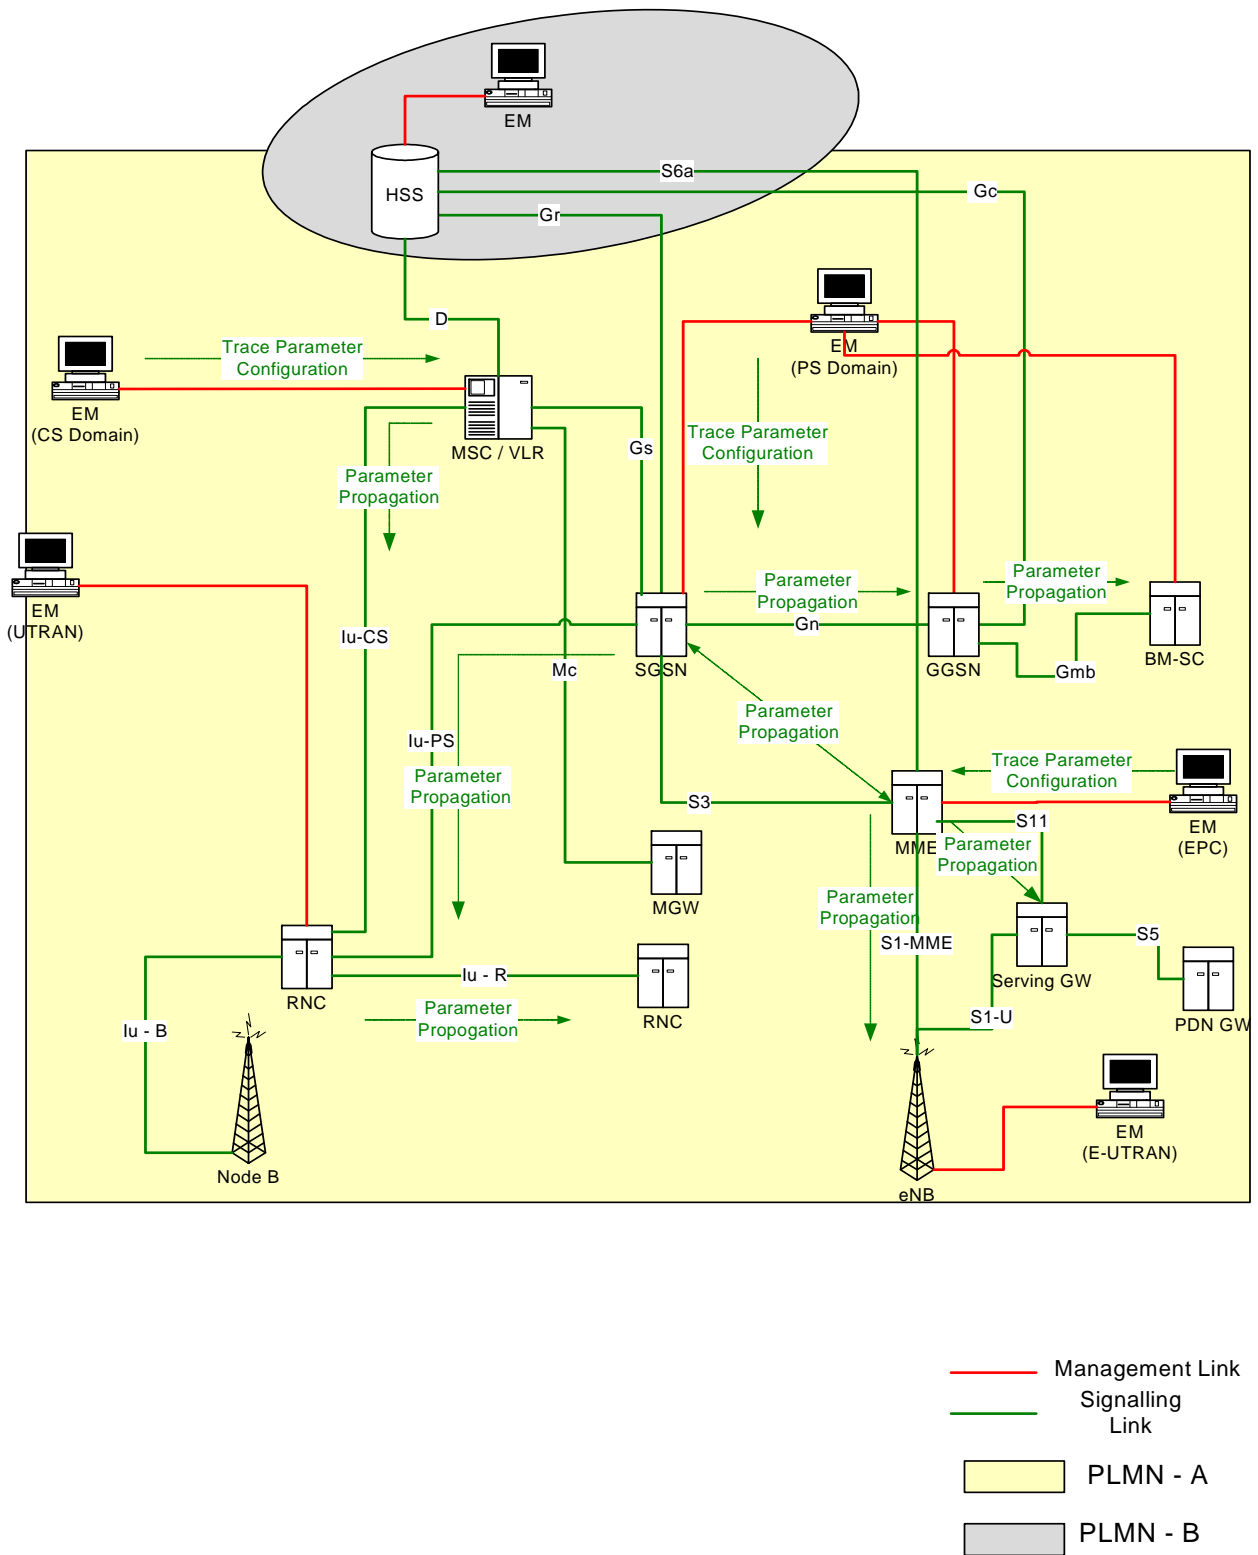 EM
HSS
S6a
Gc
Gr
D
Trace Parameter
Configuration
EM
(CS Domain)
MSC / VLR
EM
(PS Domain)
Gs
Trace Parameter
Configuration
Parameter
Propagation
EM
(UTRAN)
Iu-CS
Mc
SGSN
Parameter
Propagation
Gn
GGSN
Parameter
Propagation
BM-SC
Gmb
Parameter
Propagation
Iu-PS
Parameter
Propagation
S3
MME
Trace Parameter
Configuration
EM
(EPC)
S11
Parameter
Propagation
MGW
Parameter
Propagation
S1-MME
Serving GW
S5
PDN GW
S1-U
RNC
Iu - R
RNC
Parameter
Propogation
Iu - B
Node B
eNB
EM
(E-UTRAN)
Management Link
Signalling
Link
PLMN - A
PLMN - B